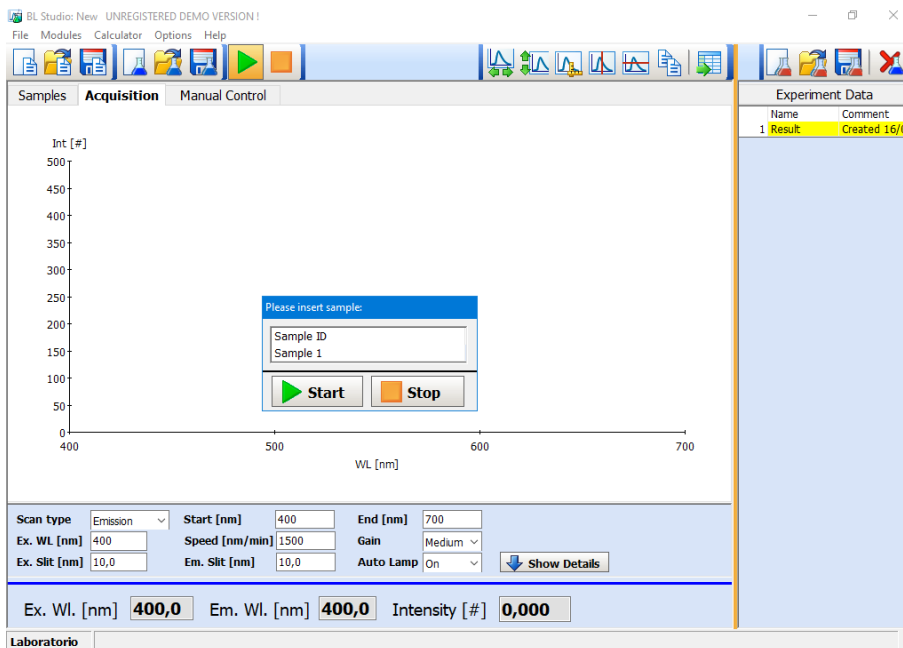 BL Studio: New UNREGISTERED DEMO VERSION !
File Modules Calculator Options Help
Samples Acquisition Manual Control
Experiment Data
Name Comment
1 Result Created 16/0
Int [#]
500
450
400
350
300
250
200
150
100
50
0
400 500 600 700
WL [nm]
Please insert sample:
Sample ID
Sample 1
Start Stop
Scan type Emission Start [nm] 400 End [nm] 700
Ex. WL [nm] 400 Speed [nm/min] 1500 Gain Medium
Ex. Slit [nm] 10,0 Em. Slit [nm] 10,0 Auto Lamp On Show Details
Ex. Wl. [nm] 400,0 Em. Wl. [nm] 400,0 Intensity [#] 0,000
Laboratorio